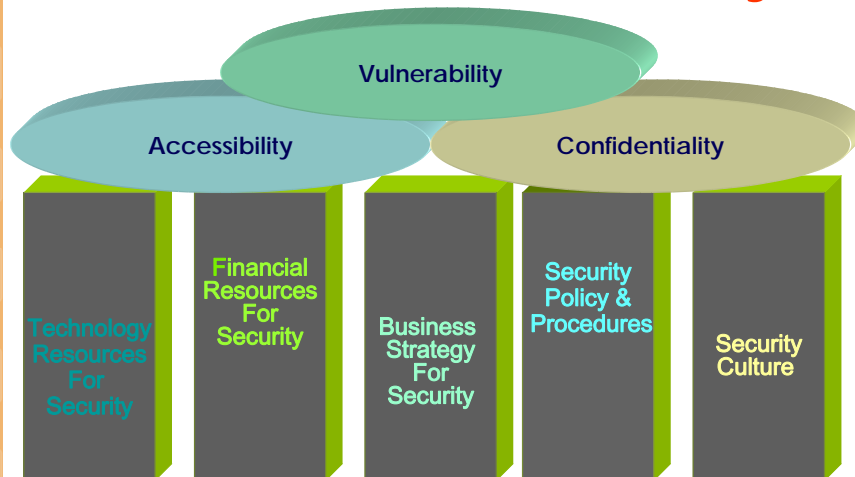 Vulnerability
Accessibility
Confidentiality
Technology
Resources
For
Security
Financial
Resources
For
Security
Business
Strategy
For
Security
Security
Policy &
Procedures
Security
Culture